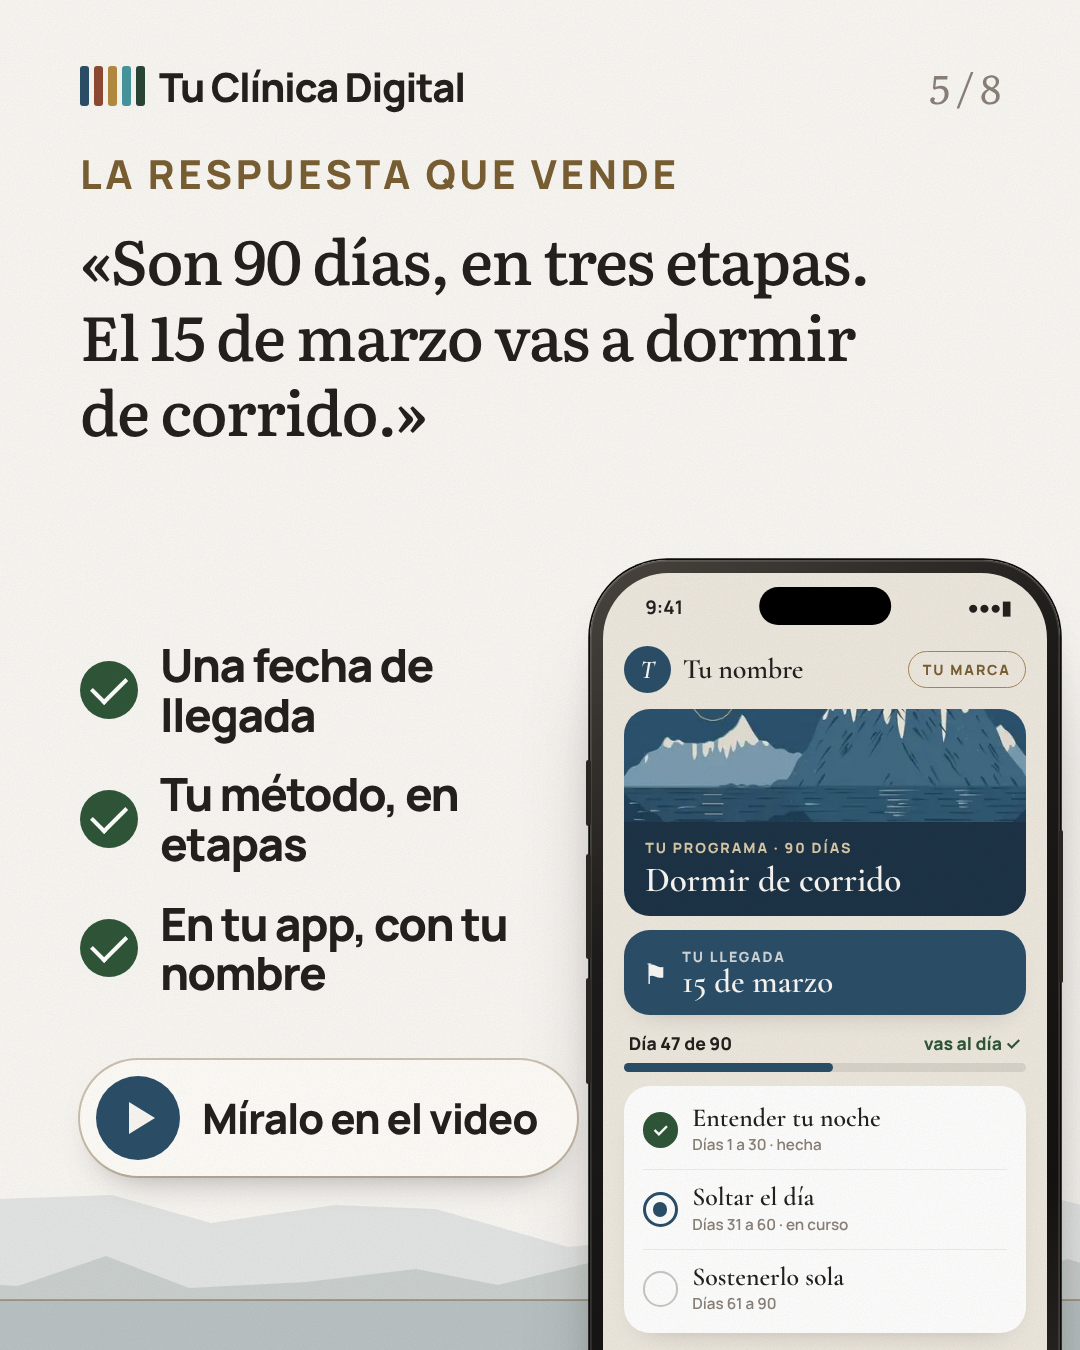 Tu Clínica Digital
5/8
LA RESPUESTA QUE VENDE
«Son 90 días, en tres etapas.
El 15 de marzo vas a dormir
de corrido.»
Una fecha de
llegada
Tu método, en
etapas
En tu app, con tu
nombre
Míralo en el video
9:41
T
Tu nombre
TU MARCA
TU PROGRAMA · 90 DÍAS
Dormir de corrido
TU LLEGADA
15 de marzo
Día 47 de 90
vas al día ✓
Entender tu noche
Días 1 a 30 · hecha
Soltar el día
Días 31 a 60 · en curso
Sostenerlo sola
Días 61 a 90